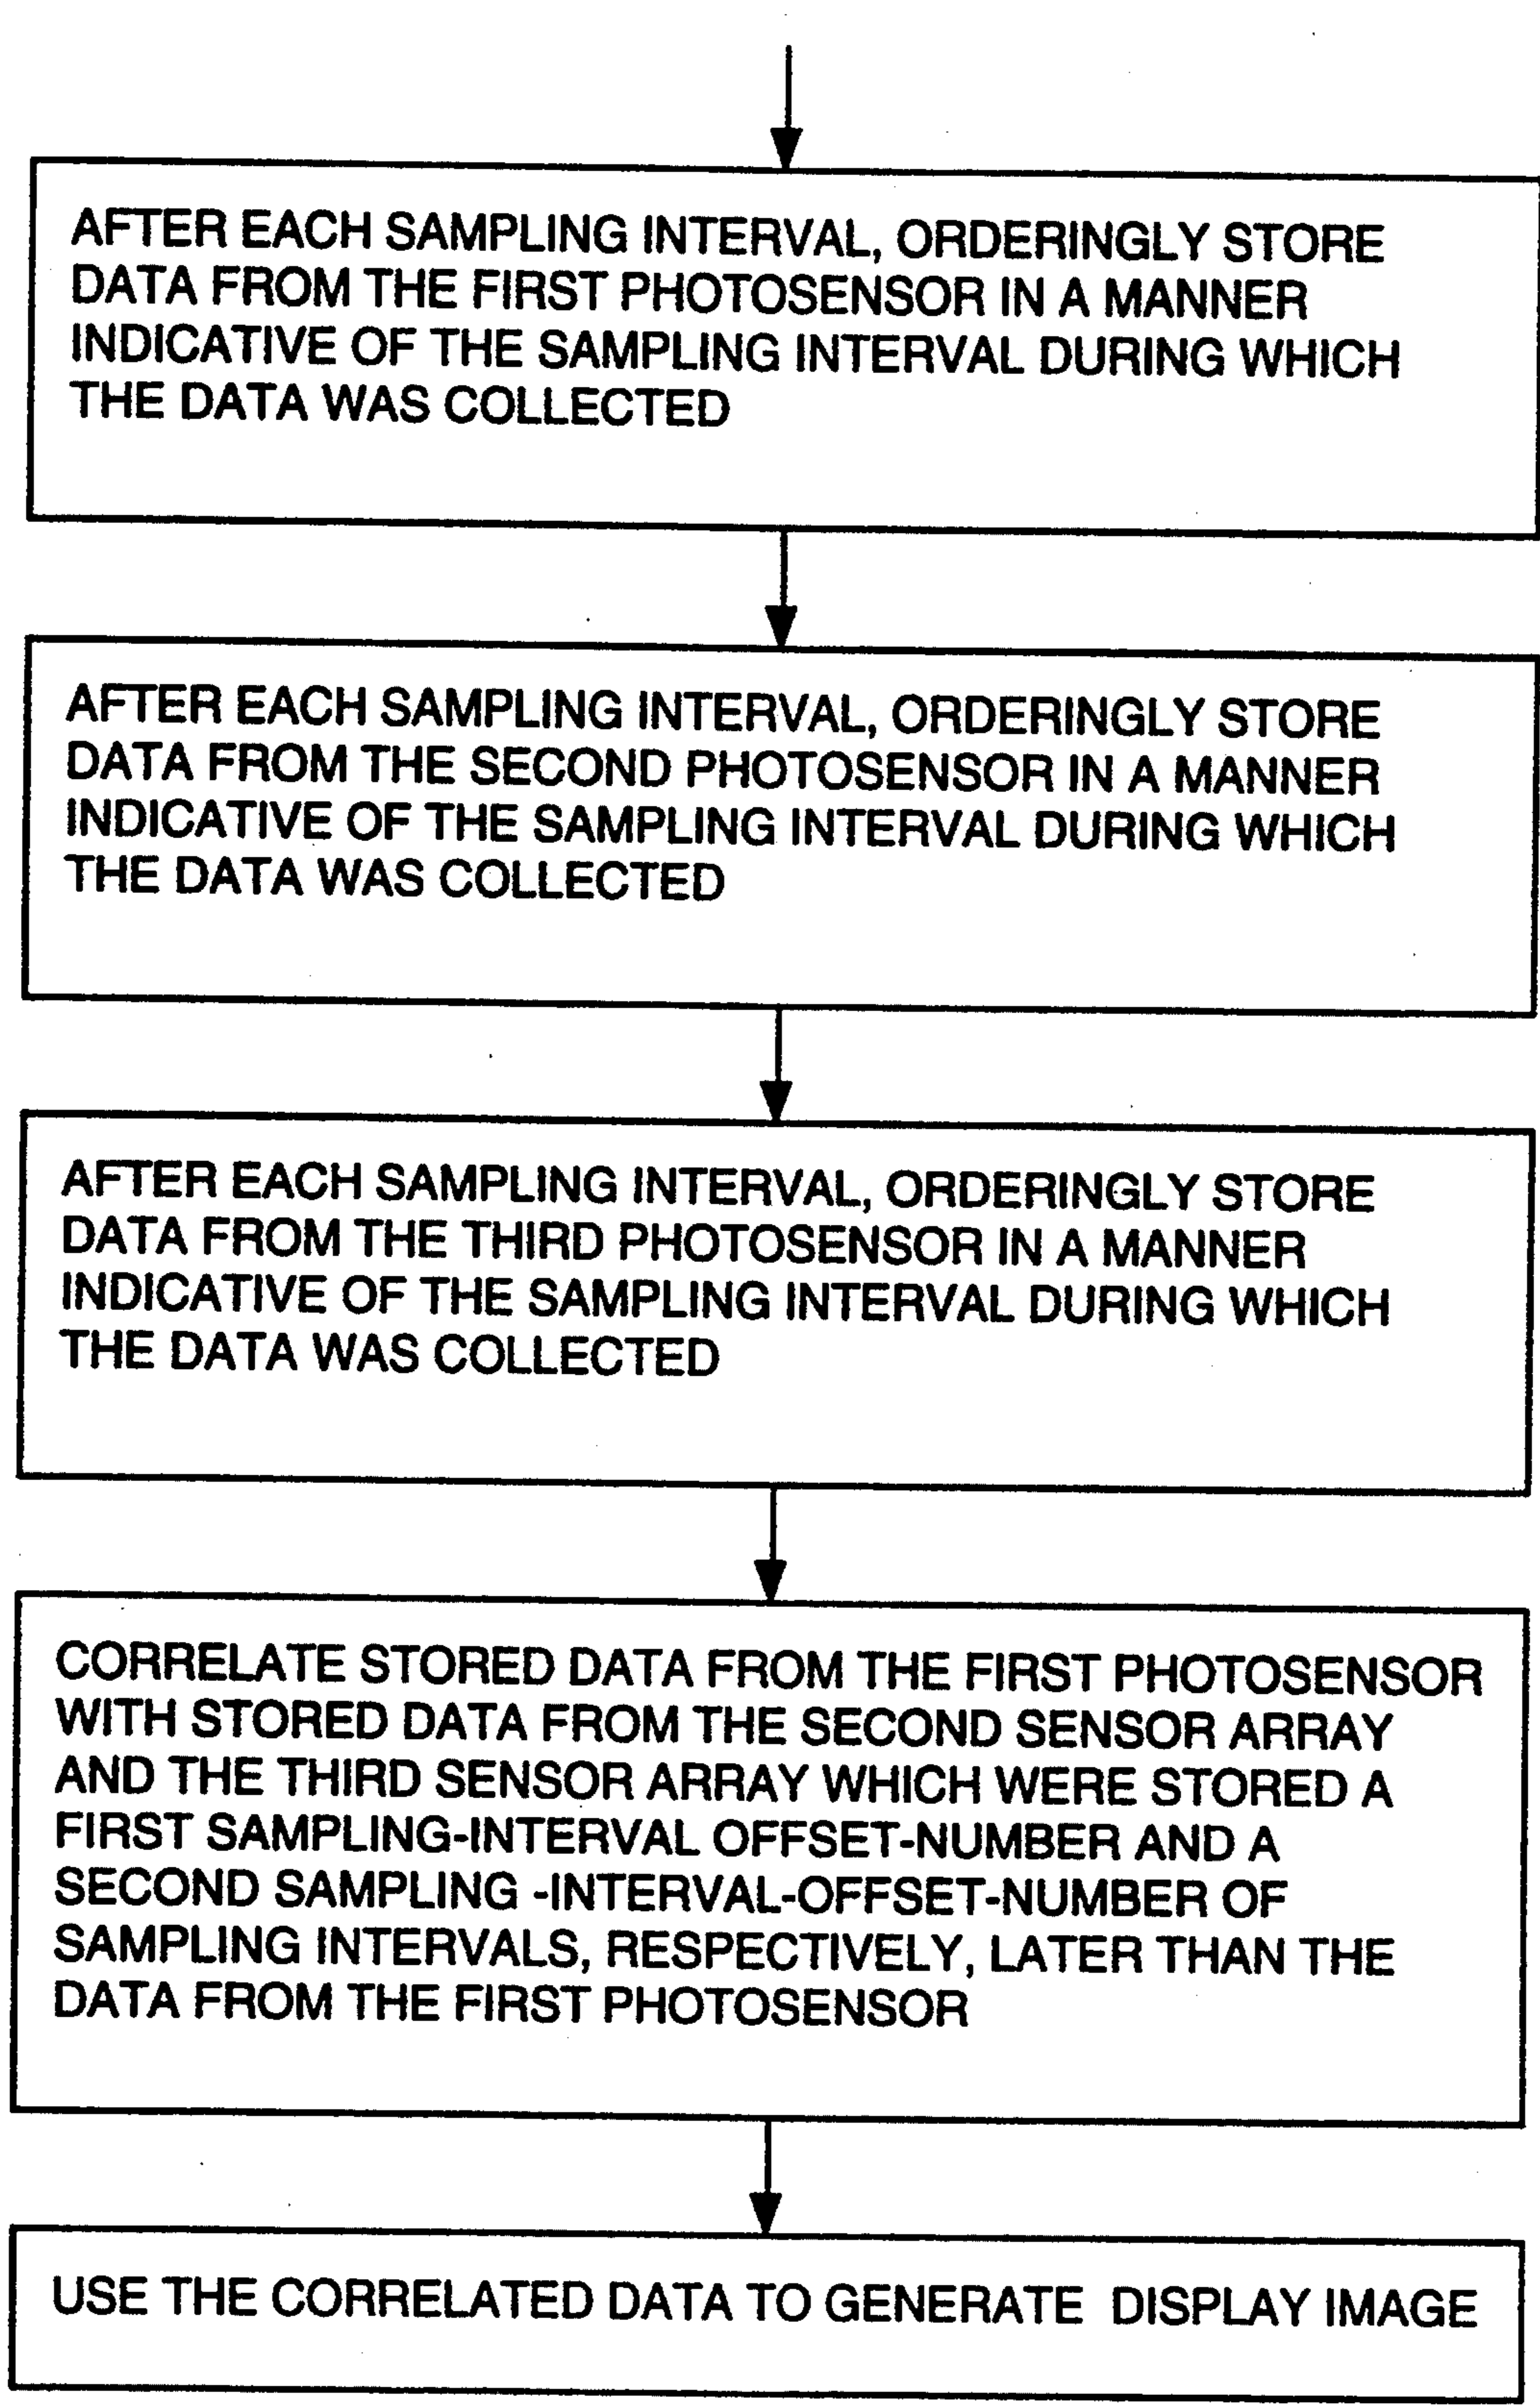 AFTER EACH SAMPLING INTERVAL, ORDERINGLY STORE
DATA FROM THE FIRST PHOTOSENSOR IN A MANNER
INDICATIVE OF THE SAMPLING INTERVAL DURING WHICH
THE DATA WAS COLLECTED
AFTER EACH SAMPLING INTERVAL, ORDERINGLY STORE
DATA FROM THE SECOND PHOTOSENSOR IN A MANNER
INDICATIVE OF THE SAMPLING INTERVAL DURING WHICH
THE DATA WAS COLLECTED
AFTER EACH SAMPLING INTERVAL, ORDERINGLY STORE
DATA FROM THE THIRD PHOTOSENSOR IN A MANNER
INDICATIVE OF THE SAMPLING INTERVAL DURING WHICH
THE DATA WAS COLLECTED
CORRELATE STORED DATA FROM THE FIRST PHOTOSENSOR
WITH STORED DATA FROM THE SECOND SENSOR ARRAY
AND THE THIRD SENSOR ARRAY WHICH WERE STORED A
FIRST SAMPLING-INTERVAL OFFSET-NUMBER AND A
SECOND SAMPLING -INTERVAL-OFFSET-NUMBER OF
SAMPLING INTERVALS, RESPECTIVELY, LATER THAN THE
DATA FROM THE FIRST PHOTOSENSOR
USE THE CORRELATED DATA TO GENERATE  DISPLAY IMAGE